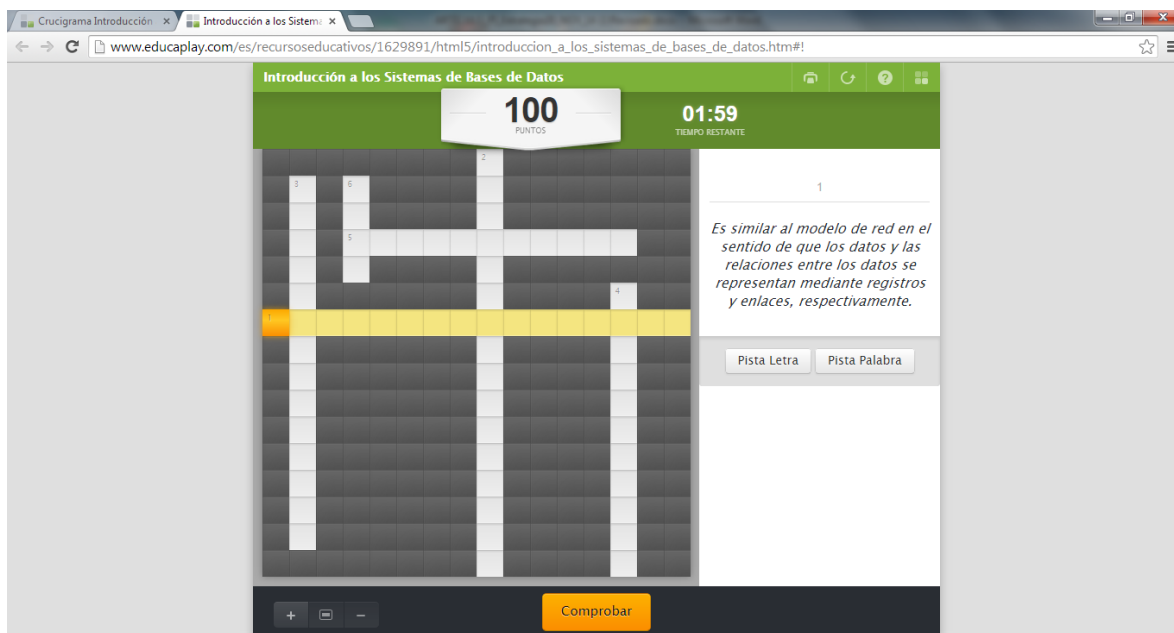 Crucigrama Introducción
Introducción a los Sistema
www.educaplay.com/es/recursoseducativos/1629891/html5/introduccion_a_los_sistemas_de_bases_de_datos.htm#!
Introducción a los Sistemas de Bases de Datos
100
PUNTOS
01:59
TIEMPO RESTANTE
2
3 6
5
4
1
1
Es similar al modelo de red en el
sentido de que los datos y las
relaciones entre los datos se
representan mediante registros
y enlaces, respectivamente.
Pista Letra Pista Palabra
Comprobar